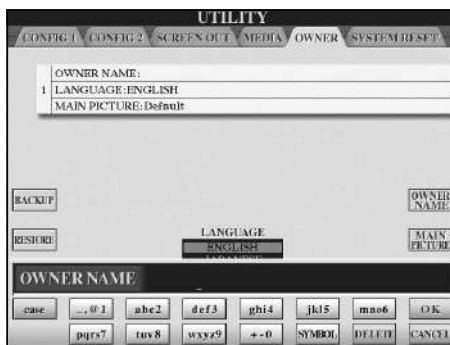 UTILITY
CONFIG 1 CONFIG 2 SCREEN OUT MEDIA OWNER SYSTEM RESET
OWNER NAME:
1 LANGUAGE:ENGLISH
MAIN PICTURE:Default
BACKUP
OWNER NAME
RESTORE
LANGUAGE
ENGLISH
JAPANESE
MAIN PICTURE
OWNER NAME
case .,@1 abc2 def3 ghi4 jkl5 mno6 OK
pqrs7 tuv8 wxyz9 +-0 SYMBOL DELETE CANCEL